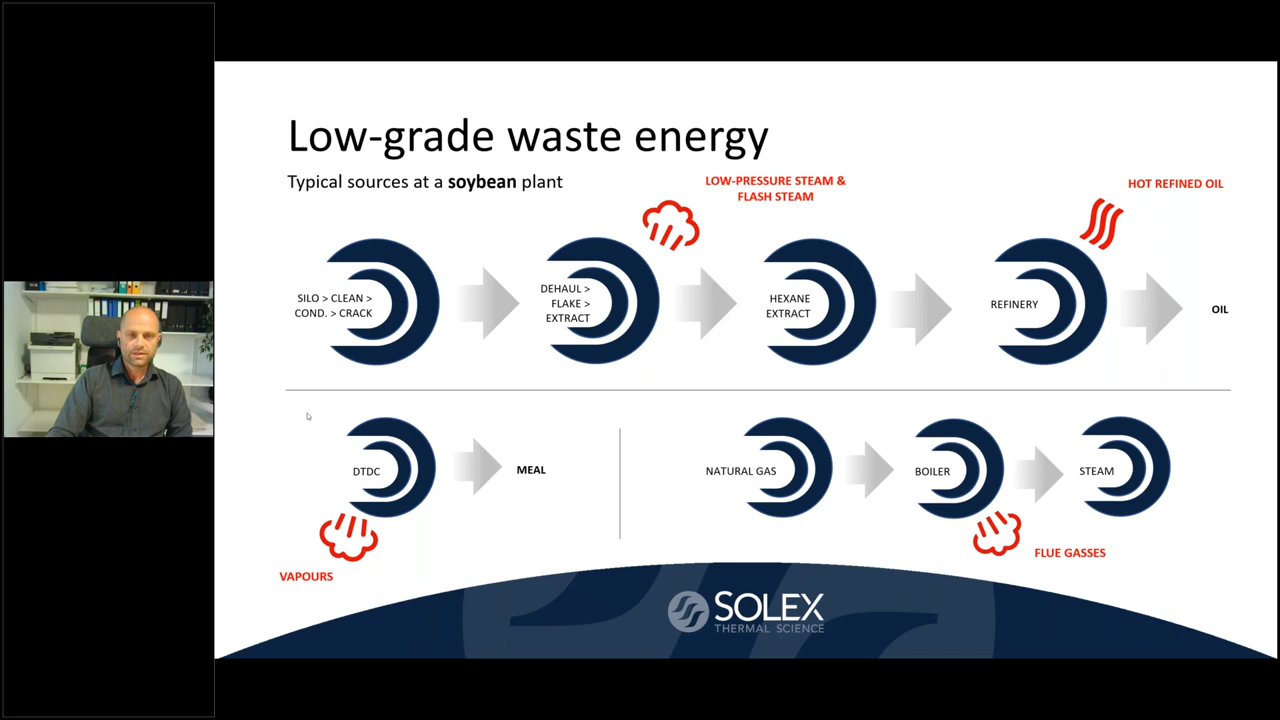 Low-grade waste energy
Typical sources at a soybean plant
LOW-PRESSURE STEAM &
FLASH STEAM
HOT REFINED OIL
SILO > CLEAN >
COND. > CRACK
DEHAUL >
FLAKE >
EXTRACT
HEXANE
EXTRACT
REFINERY
OIL
DTDC
MEAL
NATURAL GAS
BOILER
STEAM
VAPOURS
FLUE GASSES
SOLEX
THERMAL SCIENCE